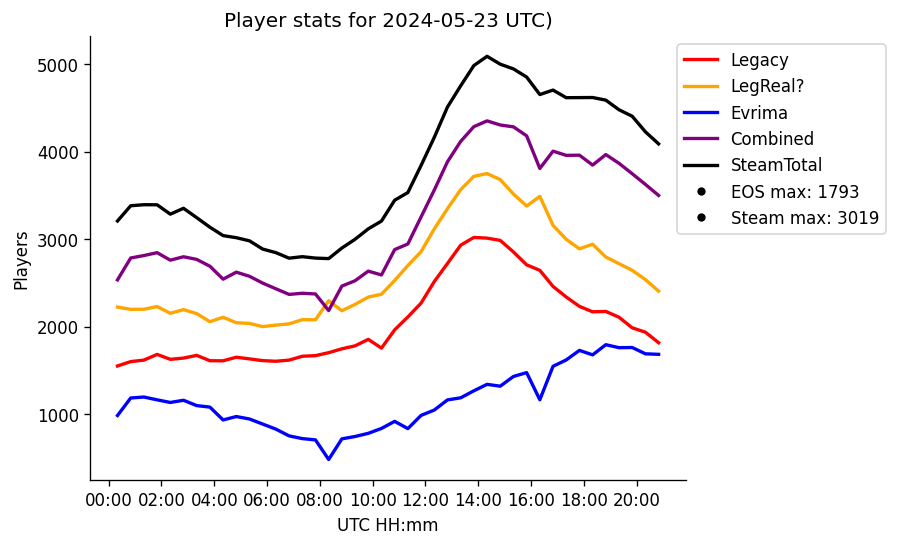 Player stats for 2024-05-23 UTC)
5000
4000
3000
2000
1000
Players
00:00 02:00 04:00 06:00 08:00 10:00 12:00 14:00 16:00 18:00 20:00
UTC HH:mm
Legacy
LegReal?
Evrima
Combined
SteamTotal
EOS max: 1793
Steam max: 3019